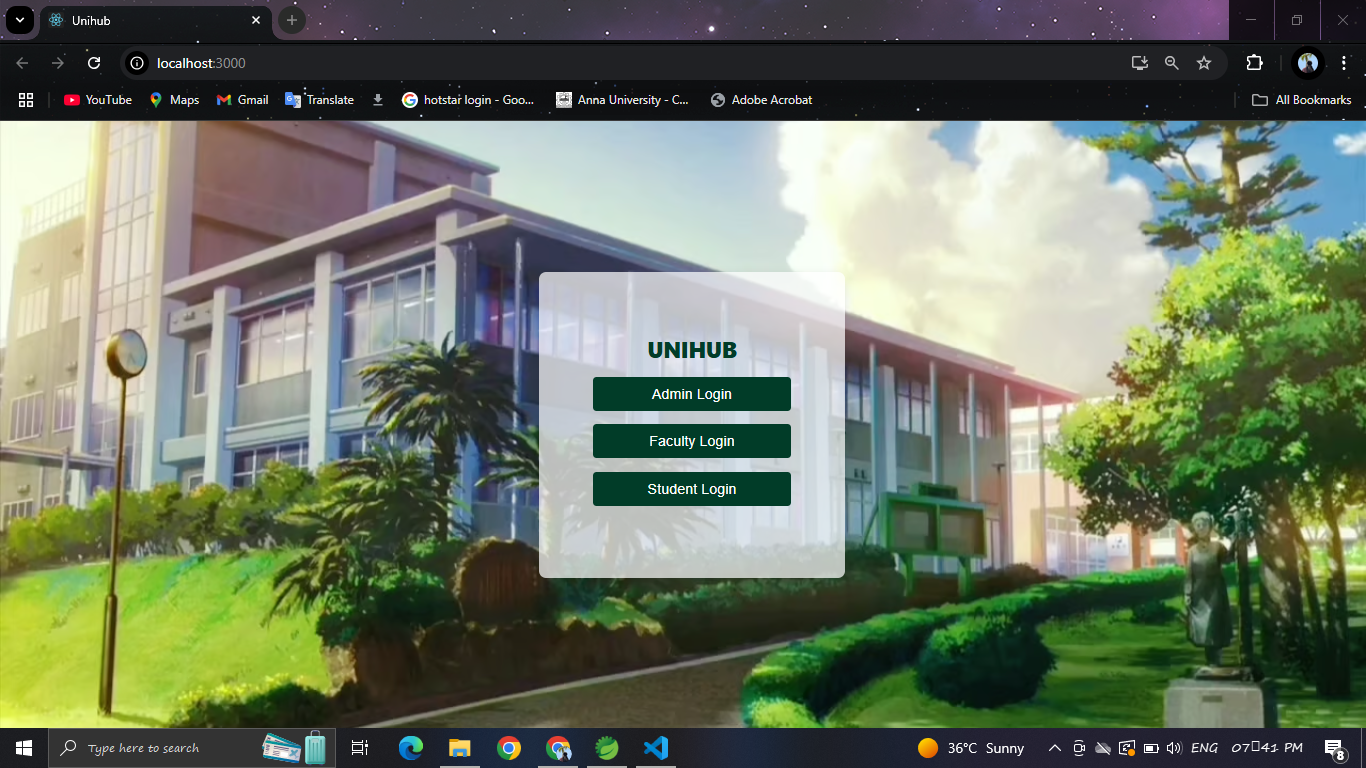 Unihub
localhost:3000
YouTube
Maps
Gmail
Translate
hotstar login - Goo...
Anna University - C...
Adobe Acrobat
All Bookmarks
UNIHUB
Admin Login
Faculty Login
Student Login
Type here to search
36°C Sunny
ENG
07□41 PM
8